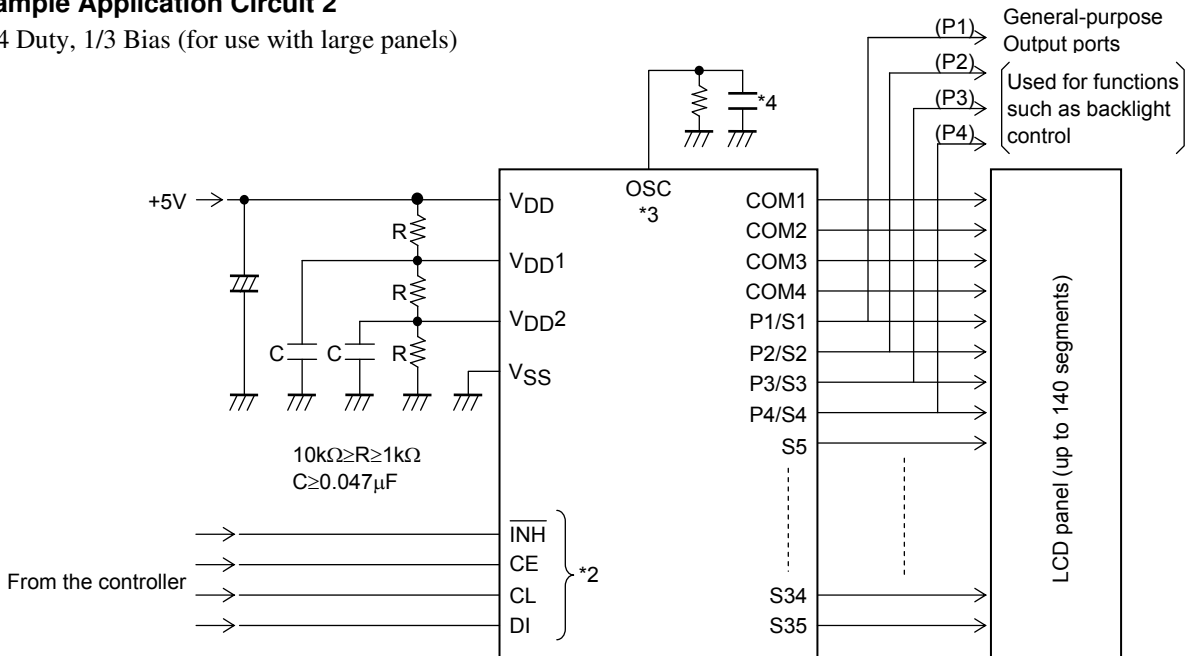 ample Application Circuit 2
4 Duty, 1/3 Bias (for use with large panels)
(P1)
General-purpose
Output ports
(P2)
(P3)
(P4)
Used for functions
such as backlight
control
*4
+5V
VDD
OSC
*3
COM1
R
COM2
VDD1
COM3
R
COM4
VDD2
P1/S1
C
C
R
P2/S2
VSS
P3/S3
P4/S4
S5
10kΩ≥R≥1kΩ
C≥0.047μF
LCD panel (up to 140 segments)
INH
From the controller
CE
*2
CL
DI
S34
S35